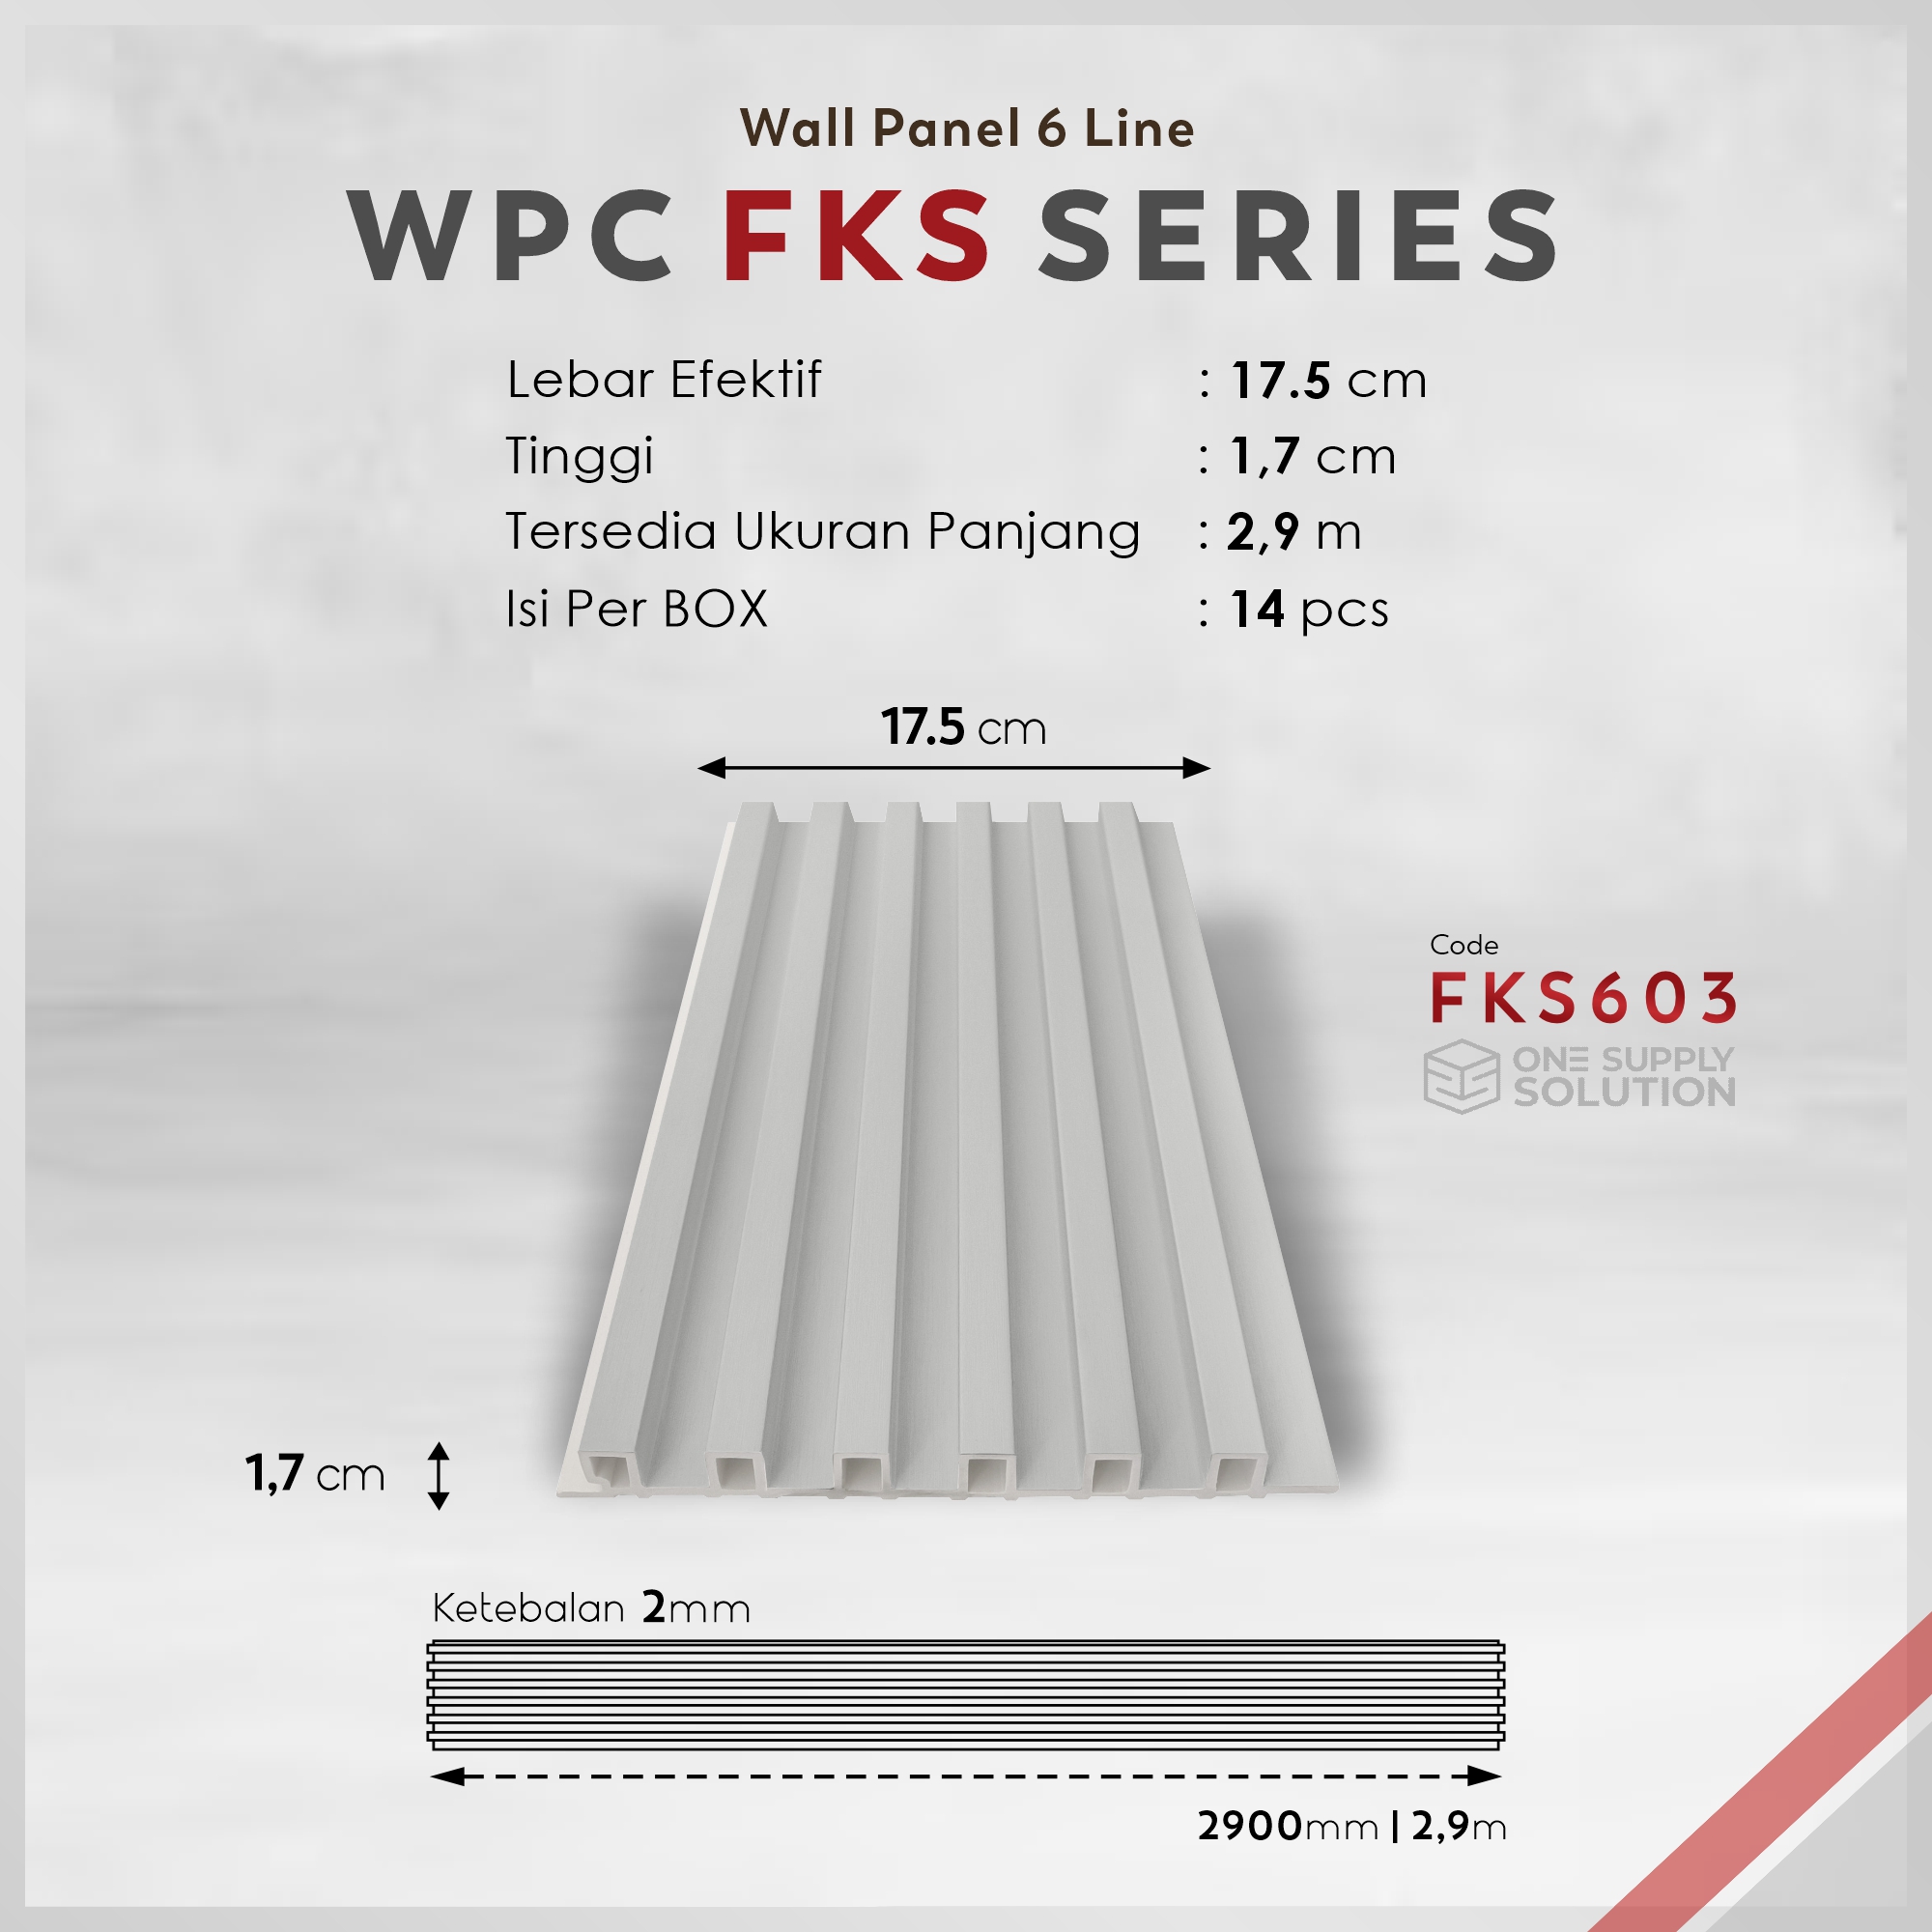 Wall Panel 6 Line
WPC FKS SERIES
Lebar Efektif : 17.5 cm
Tinggi : 1,7 cm
Tersedia Ukuran Panjang : 2,9 m
Isi Per BOX : 14 pcs
17.5 cm
Code
FKS603
ONE SUPPLY
SOLUTION
1,7 cm
Ketebalan 2mm
2900mm | 2,9m